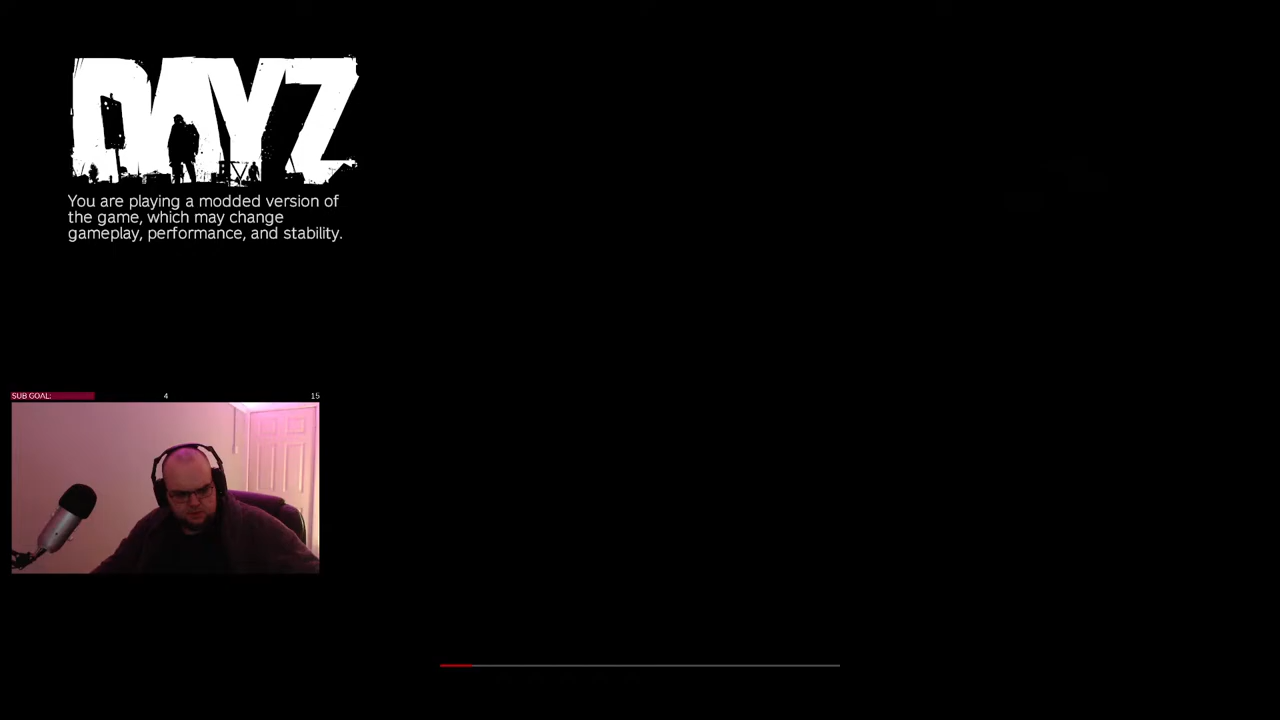 DAYZ
You are playing a modded version of
the game, which may change
gameplay, performance, and stability.
SUB GOAL: 4 15